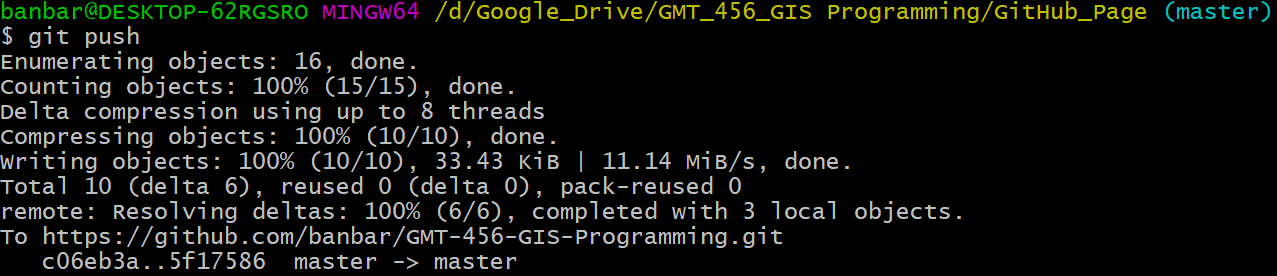 banbar@DESKTOP-62RGSRO MINGW64 /d/Google_Drive/GMT_456_GIS Programming/GitHub_Page (master)
$ git push
Enumerating objects: 16, done.
Counting objects: 100% (15/15), done.
Delta compression using up to 8 threads
Compressing objects: 100% (10/10), done.
Writing objects: 100% (10/10), 33.43 KiB | 11.14 MiB/s, done.
Total 10 (delta 6), reused 0 (delta 0), pack-reused 0
remote: Resolving deltas: 100% (6/6), completed with 3 local objects.
To https://github.com/banbar/GMT-456-GIS-Programming.git
   c06eb3a..5f17586  master -> master